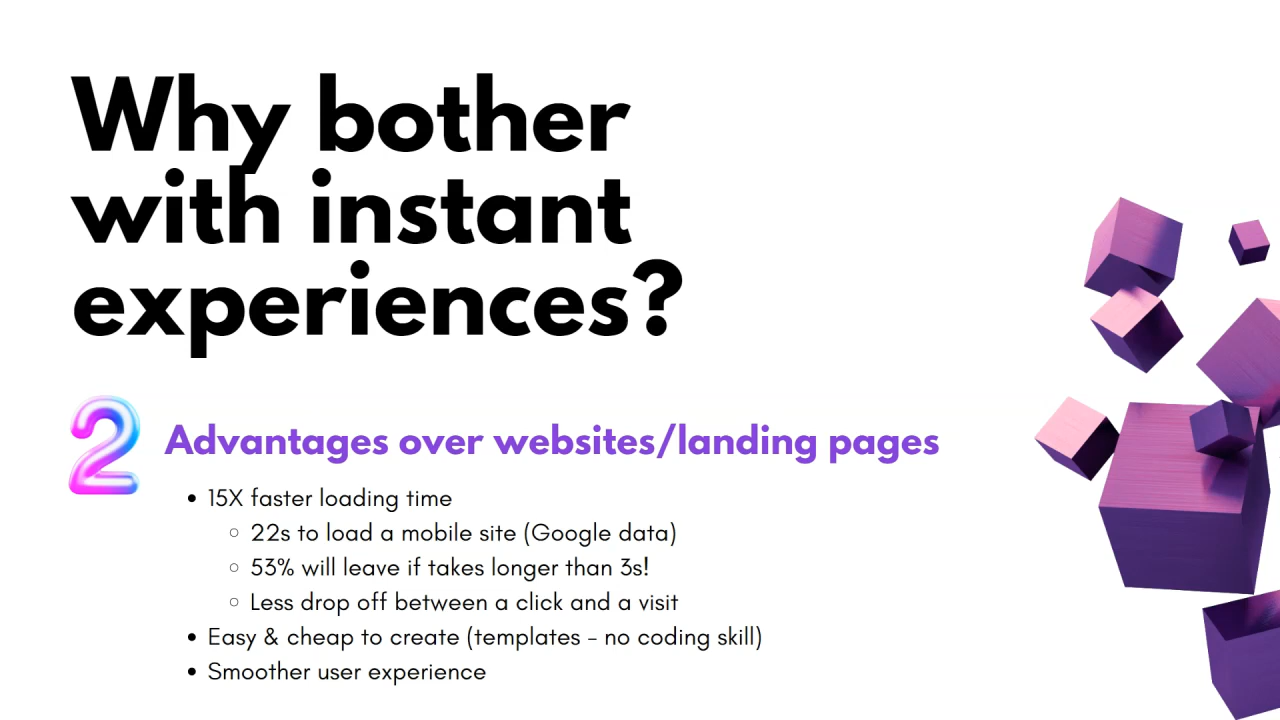 Why bother
with instant
experiences?
2
Advantages over websites/landing pages
• 15X faster loading time
◦ 22s to load a mobile site (Google data)
◦ 53% will leave if takes longer than 3s!
◦ Less drop off between a click and a visit
• Easy & cheap to create (templates - no coding skill)
• Smoother user experience